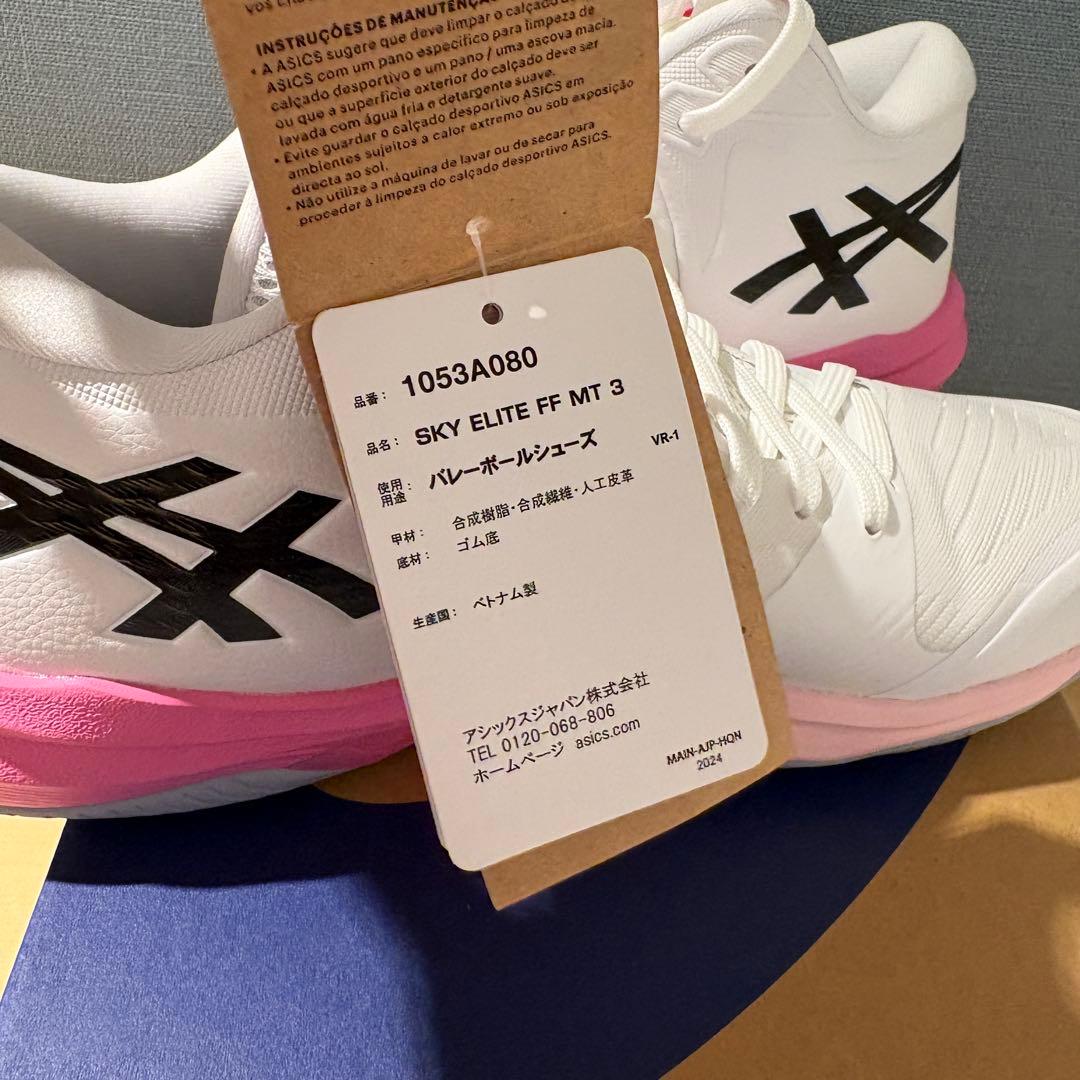 INSTRUÇÕES DE MANUTENÇÃO
• A ASICS sugere que deve limpar o calçado
ASICS com um pano específico para limpeza de
calçado desportivo e um pano / uma escova macia,
ou que a superfície exterior do calçado deve ser
lavada com água fria e detergente suave.
• Evite guardar o calçado desportivo ASICS em
ambientes sujeitos a calor extremo ou sob exposição
directa ao sol.
• Não utilize a máquina de lavar ou de secar para
proceder à limpeza do calçado desportivo ASICS.
品番: 1053A080
品名: SKY ELITE FF MT 3
使用用途: バレーボールシューズ VR-1
甲材: 合成樹脂・合成繊維・人工皮革
底材: ゴム底
生産国: ベトナム製
アシックスジャパン株式会社
TEL 0120-068-806
ホームページ asics.com
MAIN-AJP-HQN
2024